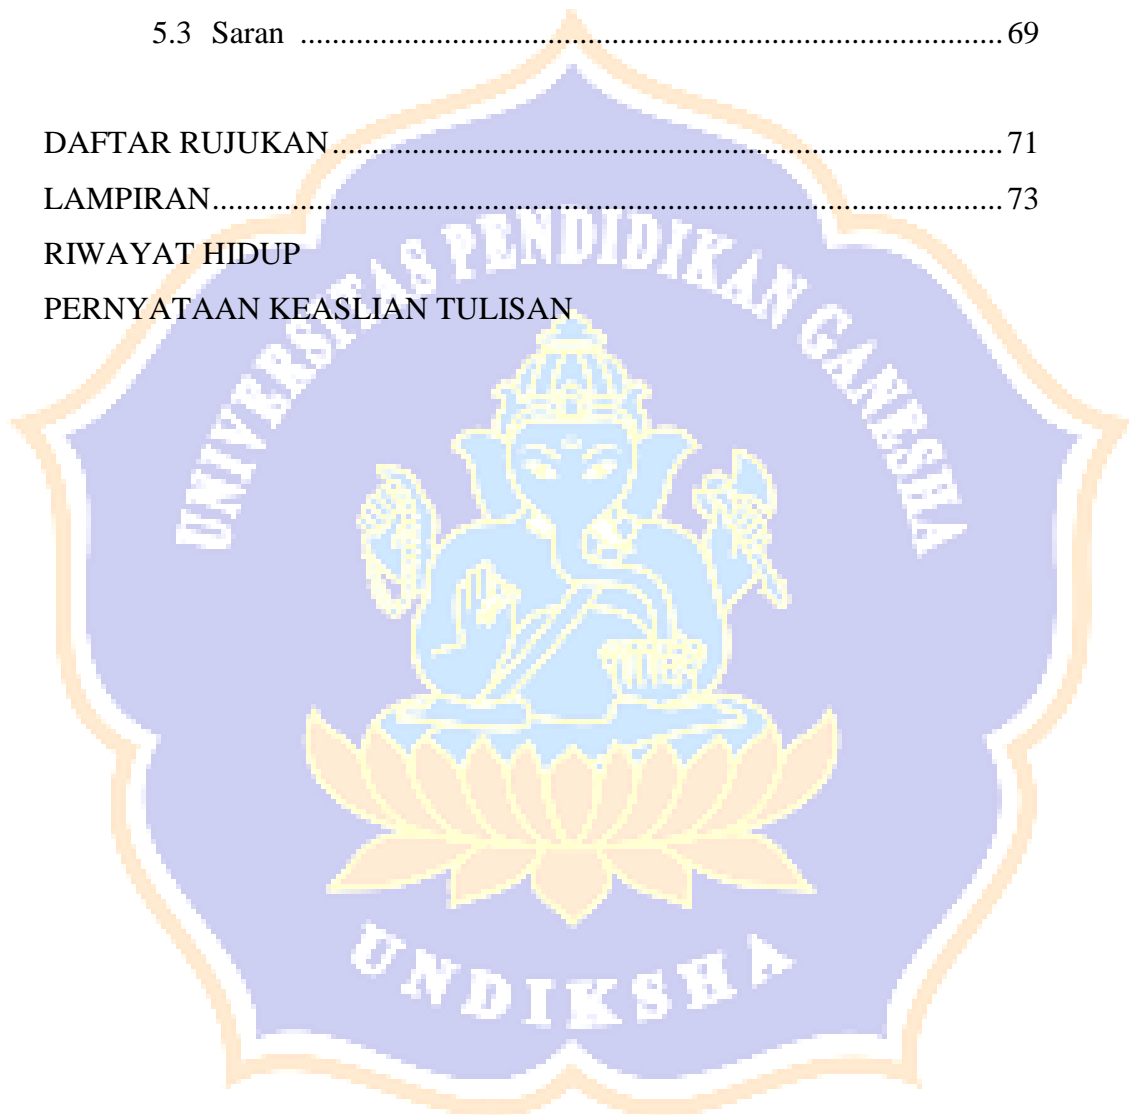 5.3 Saran ........................................................................................ 69
DAFTAR RUJUKAN.................................................................................... 71
LAMPIRAN................................................................................................... 73
RIWAYAT HIDUP
PERNYATAAN KEASLIAN TULISAN
UNIVERSITAS PENDIDIKAN GANESHA
UNDIKSHA